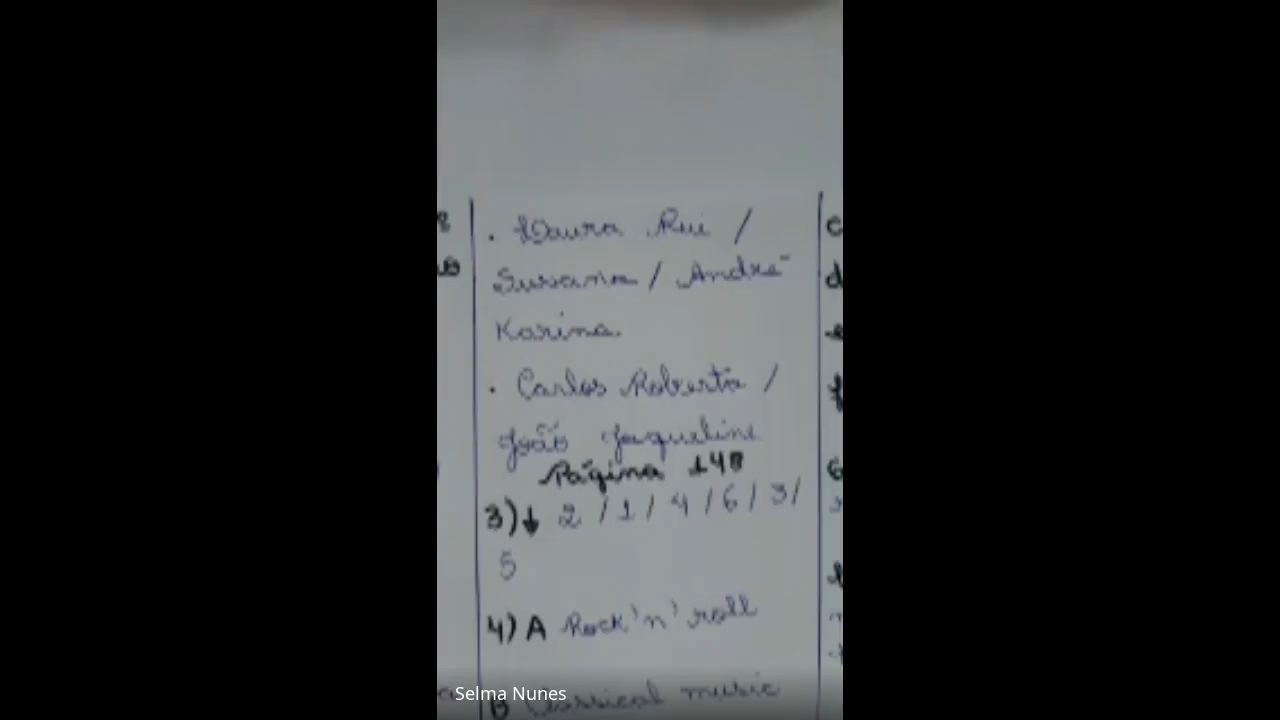 . Laura Rui /
Susana / André
Karina.
. Carlos Roberta /
João Jaqueline
Página 148
3)↓ 2 / 1 / 4 / 6 / 3 /
5
4) A Rock'n' roll
B Classical music
Selma Nunes
c
d
e
f
6